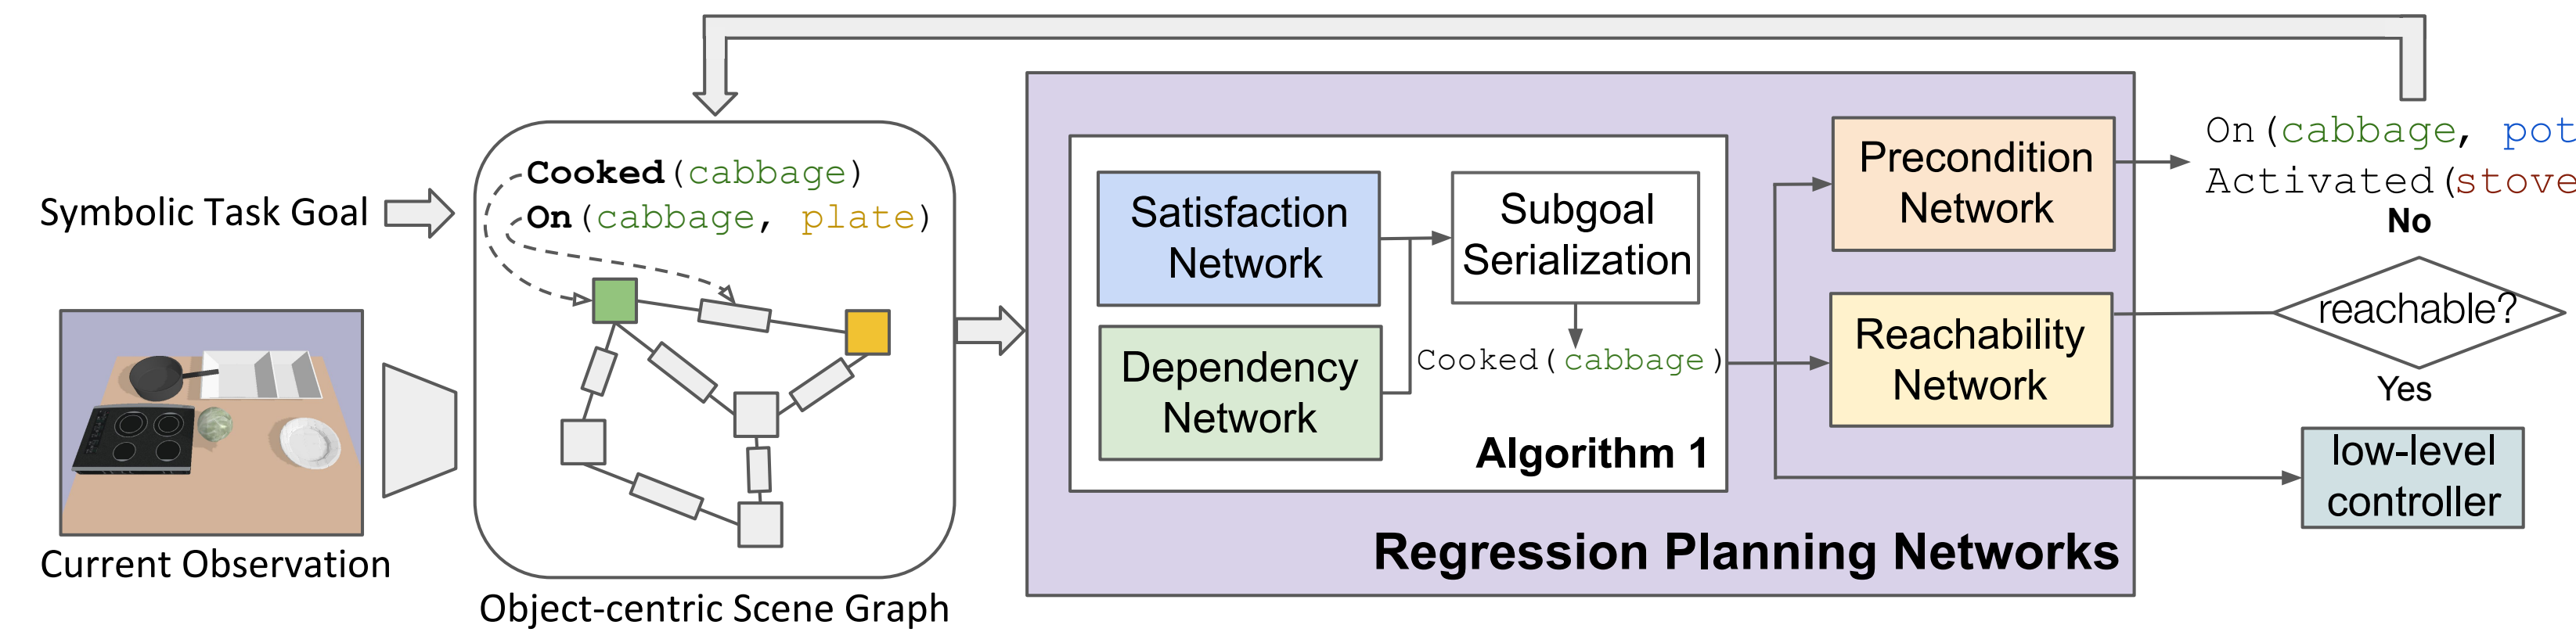 Symbolic Task Goal
Current Observation
Cooked(cabbage)
On(cabbage, plate)
Object-centric Scene Graph
Satisfaction
Network
Dependency
Network
Subgoal
Serialization
Cooked(cabbage)
Algorithm 1
Precondition
Network
Reachability
Network
Regression Planning Networks
On(cabbage, pot
Activated(stove
No
reachable?
Yes
low-level
controller